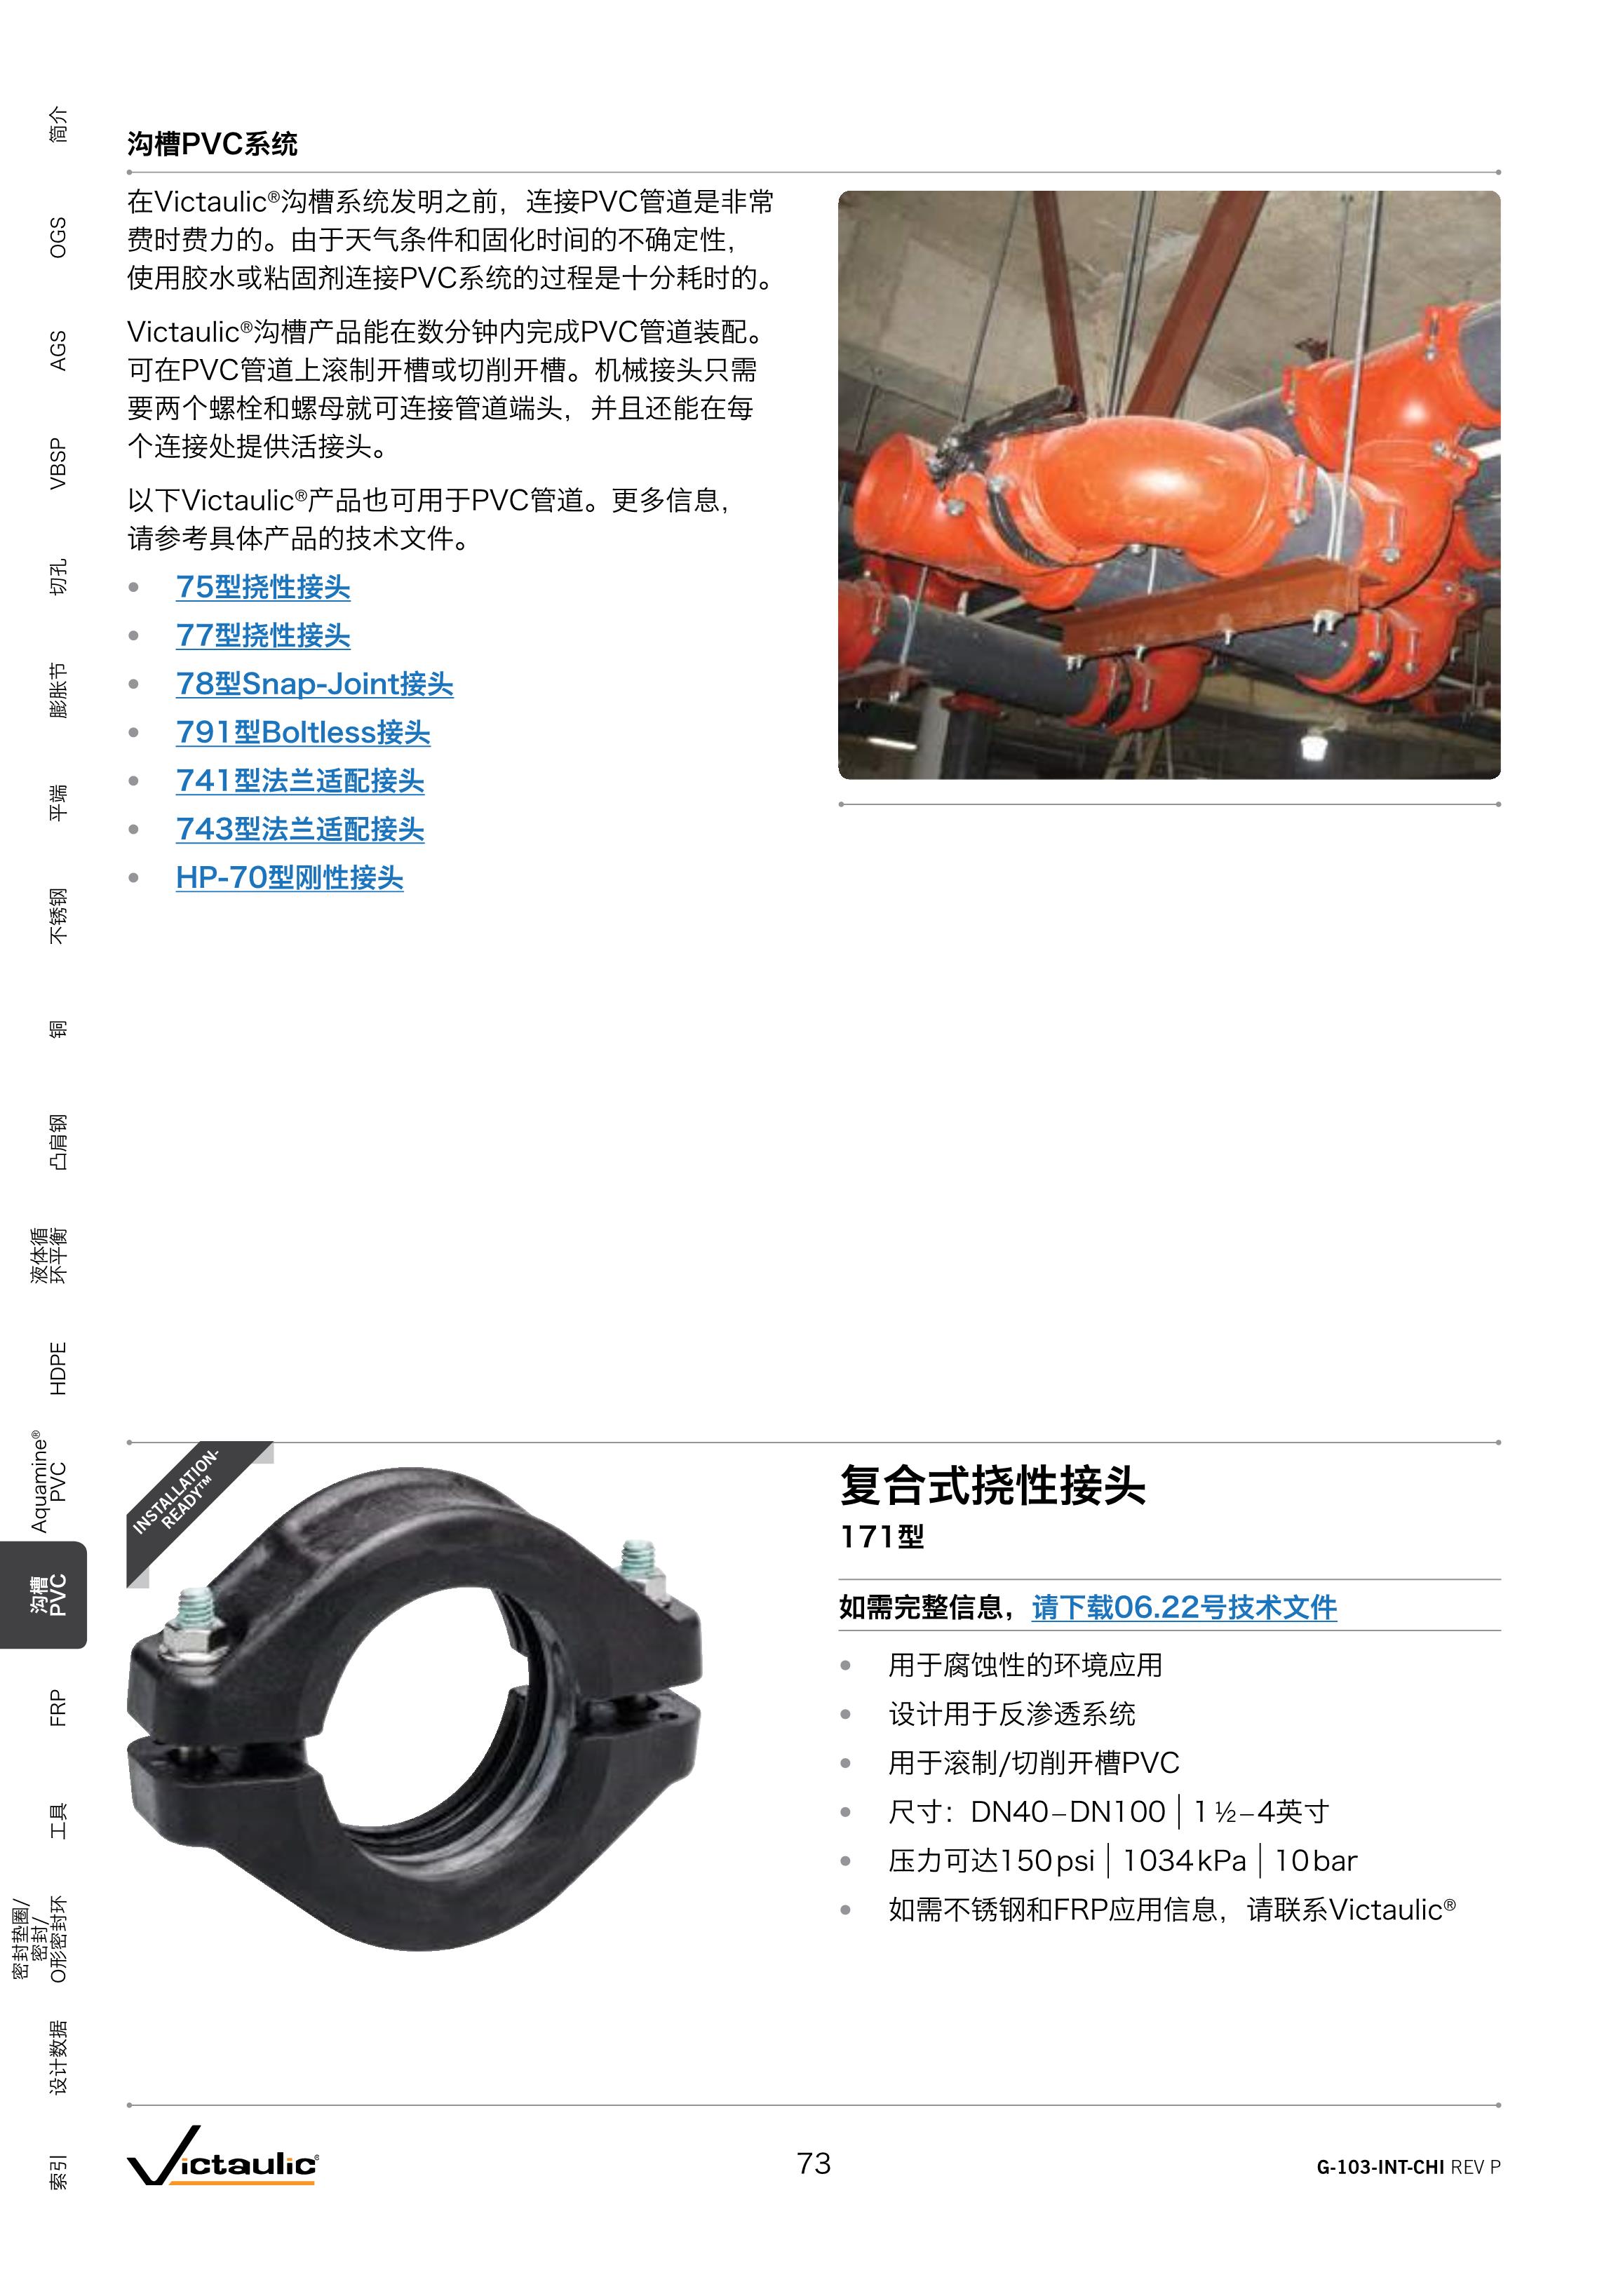 简介
OGS
AGS
VBSP
切孔
膨胀节
平端
不锈钢
铜
凸肩钢
液体循
环平衡
HDPE
Aquamine®
PVC
沟槽
PVC
FRP
工具
密封垫圈/
密封/
O形密封环
设计数据
索引
沟槽PVC系统
在Victaulic®沟槽系统发明之前，连接PVC管道是非常
费时费力的。由于天气条件和固化时间的不确定性，
使用胶水或粘固剂连接PVC系统的过程是十分耗时的。
Victaulic®沟槽产品能在数分钟内完成PVC管道装配。
可在PVC管道上滚制开槽或切削开槽。机械接头只需
要两个螺栓和螺母就可连接管道端头，并且还能在每
个连接处提供活接头。
以下Victaulic®产品也可用于PVC管道。更多信息，
请参考具体产品的技术文件。
• 75型挠性接头
• 77型挠性接头
• 78型Snap-Joint接头
• 791型Boltless接头
• 741型法兰适配接头
• 743型法兰适配接头
• HP-70型刚性接头
INSTALLATION-
READY™
复合式挠性接头
171型
如需完整信息，请下载06.22号技术文件
• 用于腐蚀性的环境应用
• 设计用于反渗透系统
• 用于滚制/切削开槽PVC
• 尺寸：DN40–DN100 | 1 ½–4英寸
• 压力可达150psi | 1034kPa | 10bar
• 如需不锈钢和FRP应用信息，请联系Victaulic®
Victaulic®
73
G-103-INT-CHI REV P